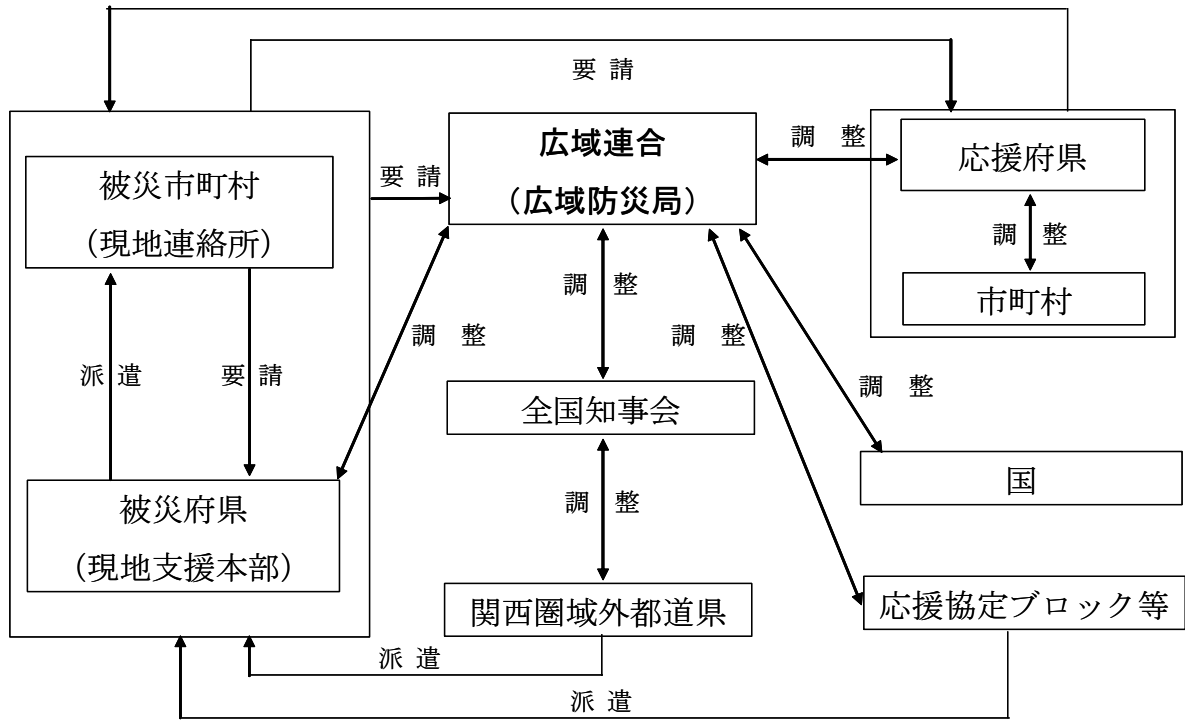 要請
被災市町村
(現地連絡所)
要請
広域連合
(広域防災局)
調整
応援府県
調整
市町村
派遣
要請
調整
調整
調整
調整
全国知事会
被災府県
(現地支援本部)
調整
国
関西圏域外都道県
応援協定ブロック等
派遣
派遣